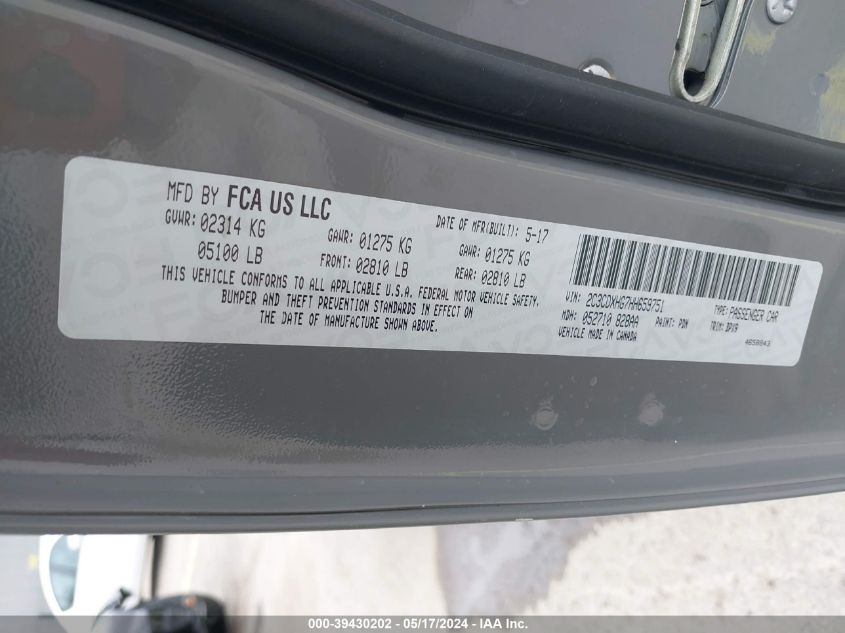 MFD BY FCA US LLC
DATE OF MFR(BUILT): 5-17
GVWR: 02314 KG
GAWR: 01275 KG
GAWR: 01275 KG
05100 LB
FRONT: 02810 LB
REAR: 02810 LB
THIS VEHICLE CONFORMS TO ALL APPLICABLE U.S.A. FEDERAL MOTOR VEHICLE SAFETY,
BUMPER AND THEFT PREVENTION STANDARDS IN EFFECT ON
THE DATE OF MANUFACTURE SHOWN ABOVE.
VIN: 2C3CDXHG7HH659751
TYPE: PASSENGER CAR
MDH: 052710 828AA
PAINT: PDN
TRIM: DPX9
VEHICLE MADE IN CANADA
4658843
000-39430202 - 05/17/2024 - IAA Inc.